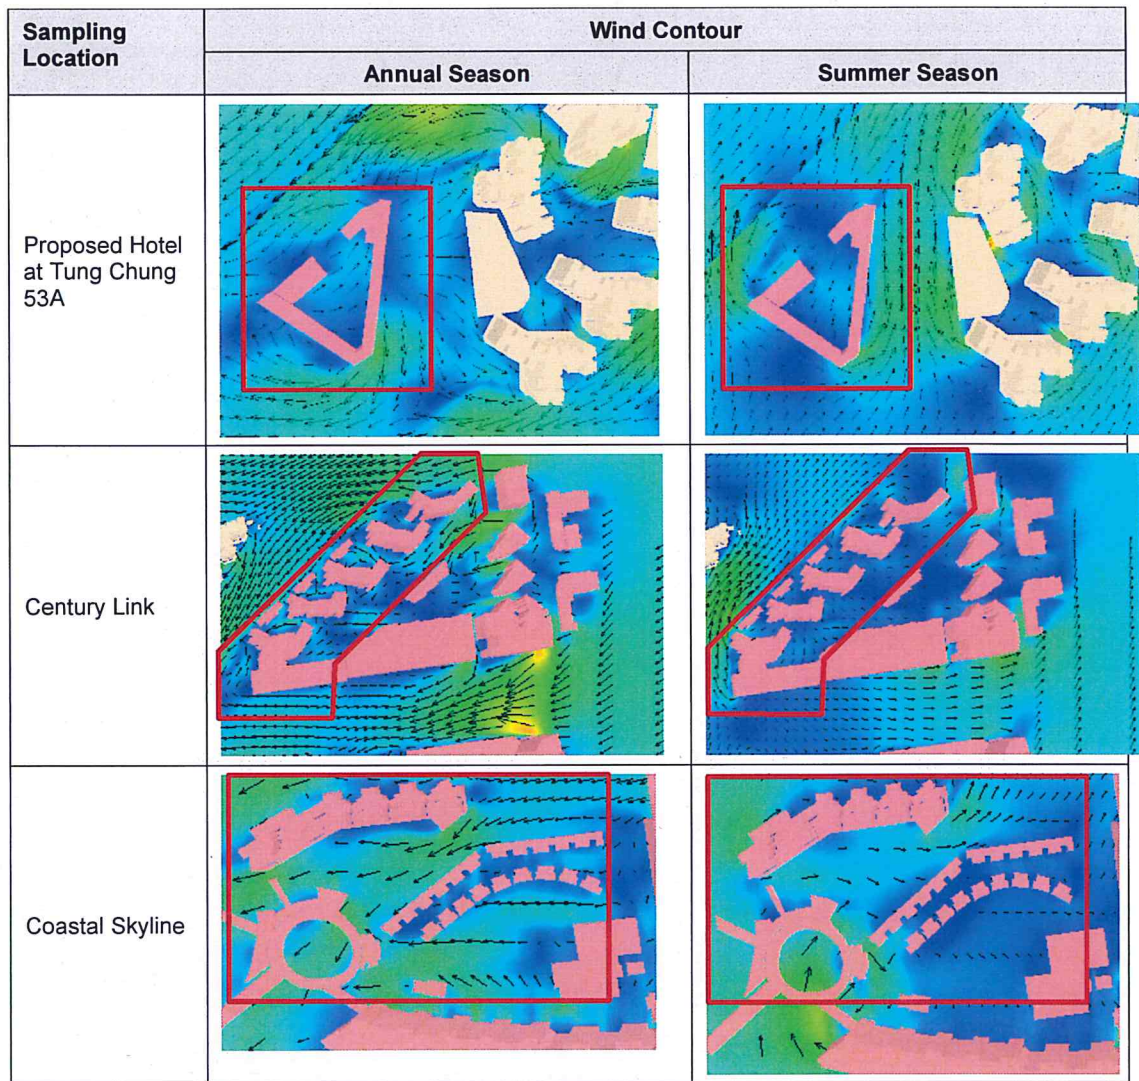 Sampling
Location
Wind Contour
Annual Season
Summer Season
Proposed Hotel
at Tung Chung
53A
Century Link
Coastal Skyline